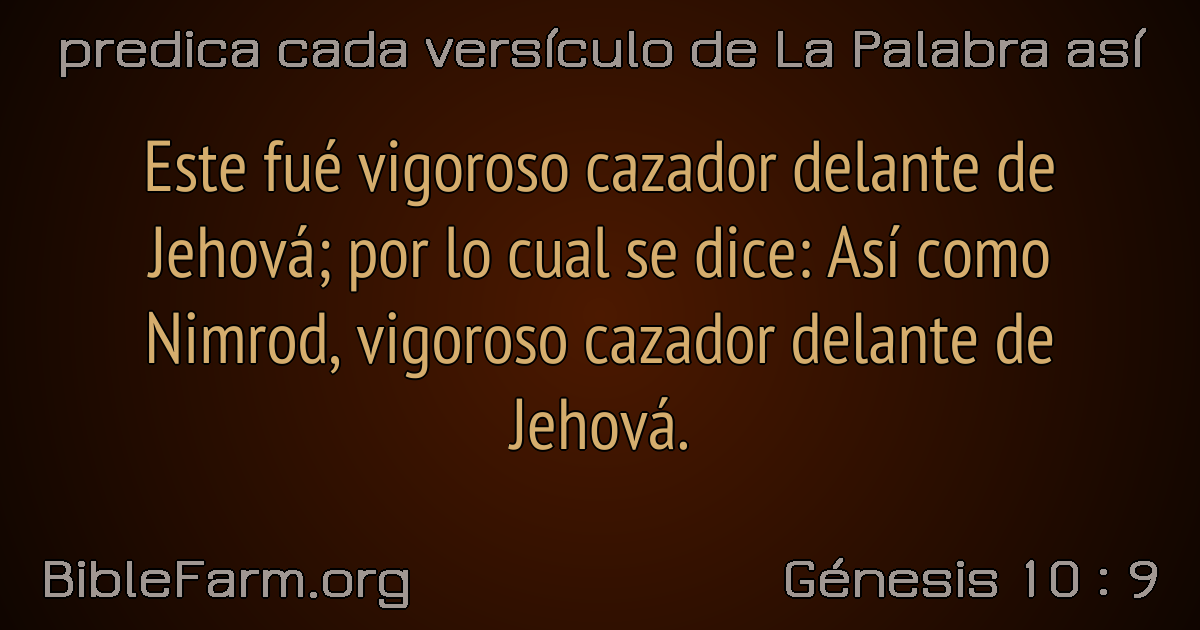 predica cada versículo de La Palabra así
Este fué vigoroso cazador delante de
Jehová; por lo cual se dice: Así como
Nimrod, vigoroso cazador delante de
Jehová.
BibleFarm.org
Génesis 10 : 9